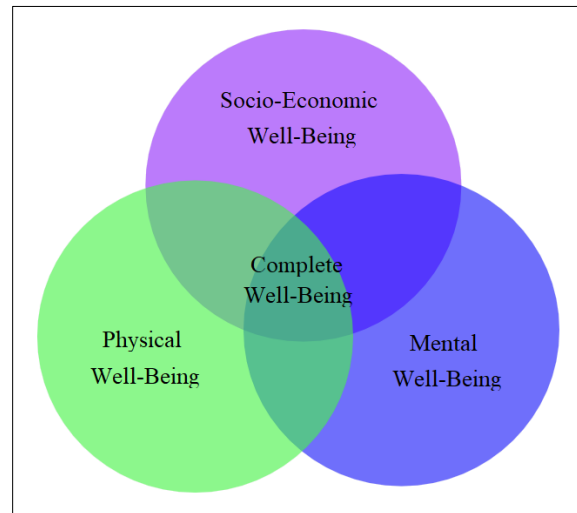 Socio-Economic
Well-Being
Complete
Well-Being
Physical
Well-Being
Mental
Well-Being